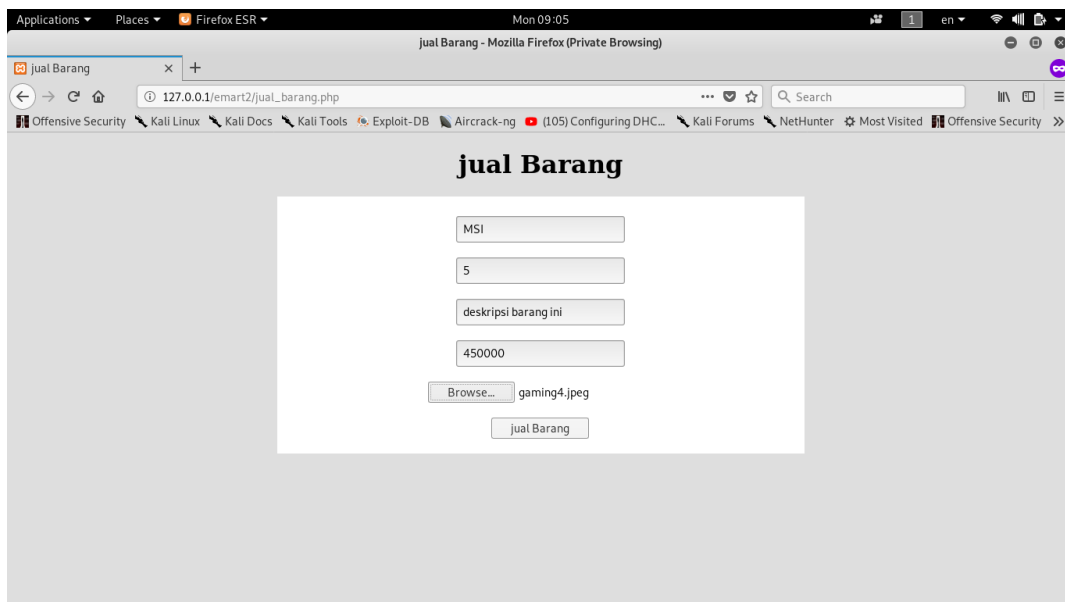 Applications Places Firefox ESR Mon 09:05 1 en
jual Barang - Mozilla Firefox (Private Browsing)
jual Barang
127.0.0.1/emart2/jual_barang.php Search
Offensive Security Kali Linux Kali Docs Kali Tools Exploit-DB Aircrack-ng (105) Configuring DHC... Kali Forums NetHunter Most Visited Offensive Security
jual Barang
MSI
5
deskripsi barang ini
450000
Browse... gaming4.jpeg
jual Barang